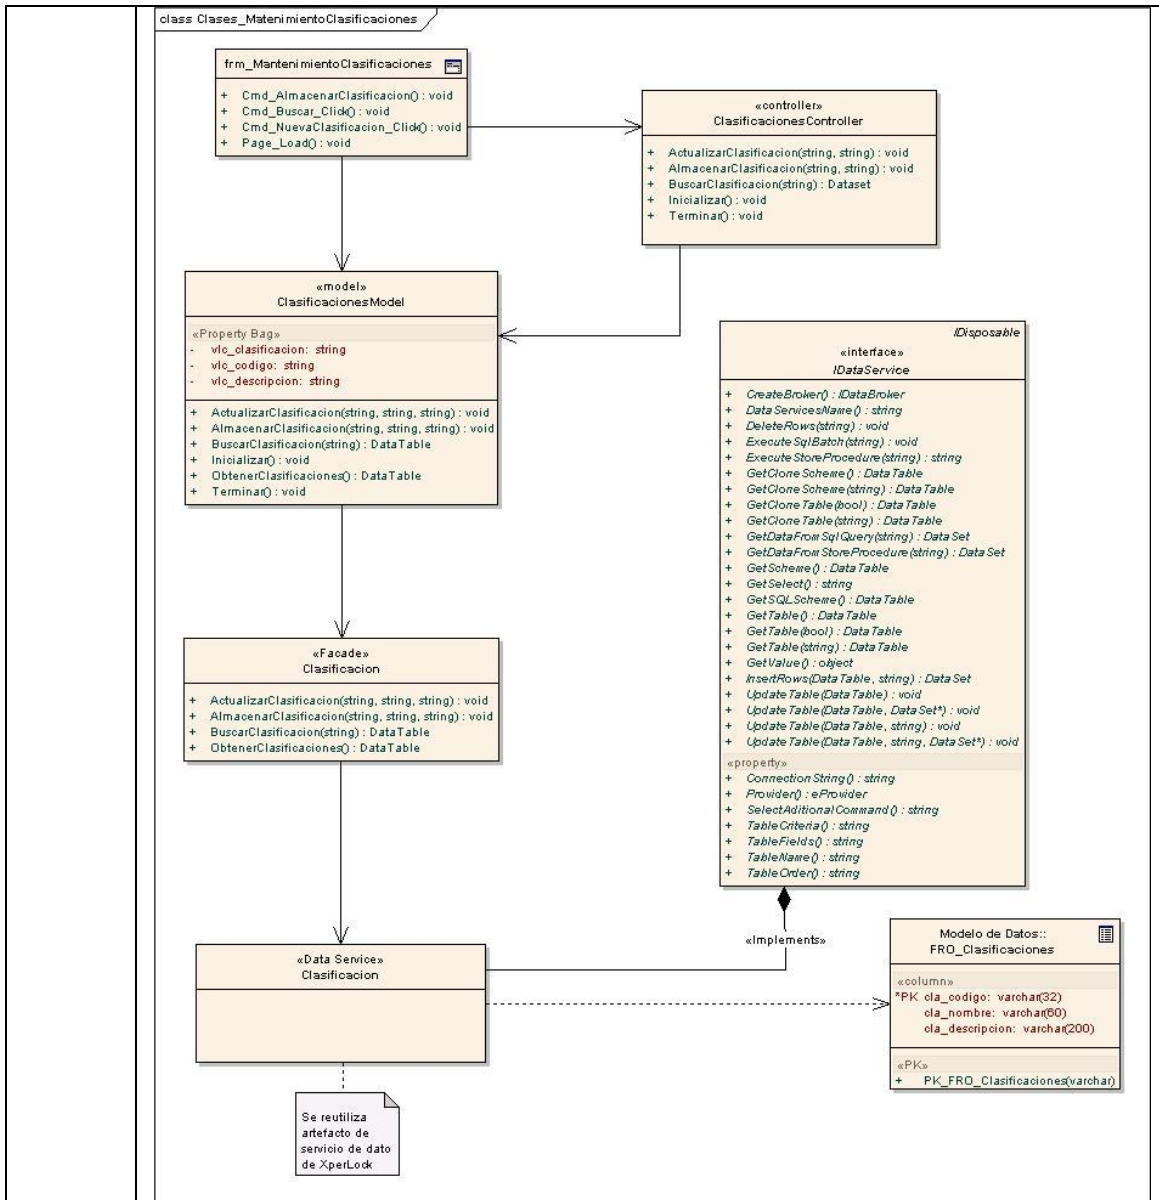 class Clases_MatenimientoClasificaciones
frm_MantenimientoClasificaciones
+ Cmd_AlmacenarClasificacion() : void
+ Cmd_Buscar_Click() : void
+ Cmd_NuevaClasificacion_Click() : void
+ Page_Load() : void
«controller»
ClasificacionesController
+ ActualizarClasificacion(string, string) : void
+ AlmacenarClasificacion(string, string) : void
+ BuscarClasificacion(string) : Dataset
+ Inicializar() : void
+ Terminar() : void
«model»
ClasificacionesModel
«Property Bag»
- vlc_clasificacion: string
- vlc_codigo: string
- vlc_descripcion: string
+ ActualizarClasificacion(string, string, string) : void
+ AlmacenarClasificacion(string, string, string) : void
+ BuscarClasificacion(string) : DataTable
+ Inicializar() : void
+ ObtenerClasificaciones() : DataTable
+ Terminar() : void
IDisposable
«interface»
IDataService
+ CreateBroker() : IDataBroker
+ DataServicesName() : string
+ DeleteRows(string) : void
+ ExecuteSqlBatch(string) : void
+ ExecuteStoreProcedure(string) : string
+ GetCloneScheme() : DataTable
+ GetCloneScheme(string) : DataTable
+ GetCloneTable(bool) : DataTable
+ GetCloneTable(string) : DataTable
+ GetDataFromSqlQuery(string) : DataSet
+ GetDataFromStoreProcedure(string) : DataSet
+ GetScheme() : DataTable
+ GetSelect() : string
+ GetSQLScheme() : DataTable
+ GetTable() : DataTable
+ GetTable(bool) : DataTable
+ GetTable(string) : DataTable
+ GetValue() : object
+ InsertRows(DataTable, string) : DataSet
+ UpdateTable(DataTable) : void
+ UpdateTable(DataTable, DataSet*) : void
+ UpdateTable(DataTable, string) : void
+ UpdateTable(DataTable, string, DataSet*) : void
«property»
+ ConnectionString() : string
+ Provider() : eProvider
+ SelectAditionalCommand() : string
+ TableCriteria() : string
+ TableFields() : string
+ TableName() : string
+ TableOrder() : string
«Facade»
Clasificacion
+ ActualizarClasificacion(string, string, string) : void
+ AlmacenarClasificacion(string, string, string) : void
+ BuscarClasificacion(string) : DataTable
+ ObtenerClasificaciones() : DataTable
«Implements»
«Data Service»
Clasificacion
Modelo de Datos::
FRO_Clasificaciones
«column»
*PK cla_codigo: varchar(32)
cla_nombre: varchar(60)
cla_descripcion: varchar(200)
«PK»
+ PK_FRO_Clasificaciones(varchar)
Se reutiliza
artefacto de
servicio de dato
de XperLock